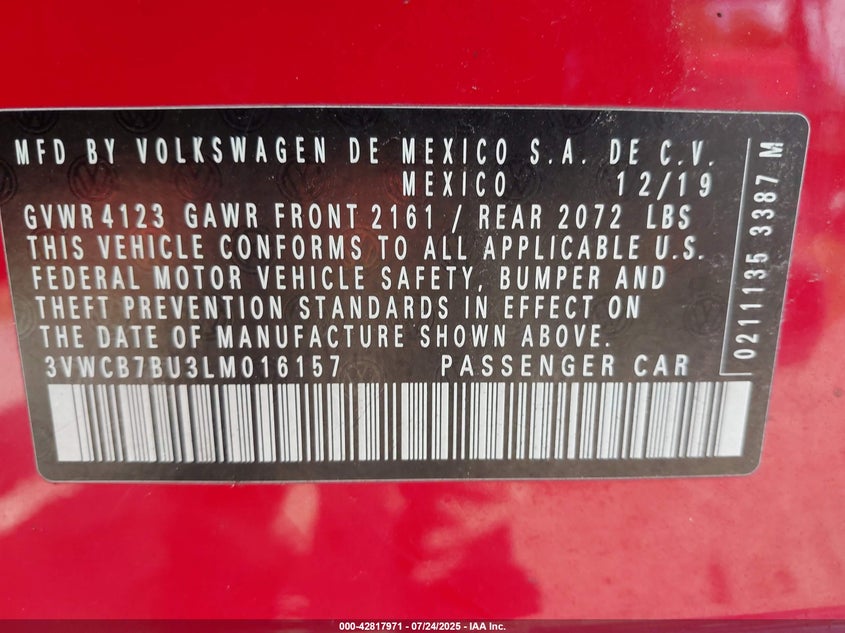 MFD BY VOLKSWAGEN DE MEXICO S.A. DE C.V.
MEXICO 12/19
GVWR 4123 GAWR FRONT 2161 / REAR 2072 LBS
THIS VEHICLE CONFORMS TO ALL APPLICABLE U.S.
FEDERAL MOTOR VEHICLE SAFETY, BUMPER AND
THEFT PREVENTION STANDARDS IN EFFECT ON
THE DATE OF MANUFACTURE SHOWN ABOVE.
3VWCB7BU3LM016157 PASSENGER CAR
0211135 3387 M
000-42817971 - 07/24/2025 - IAA Inc.